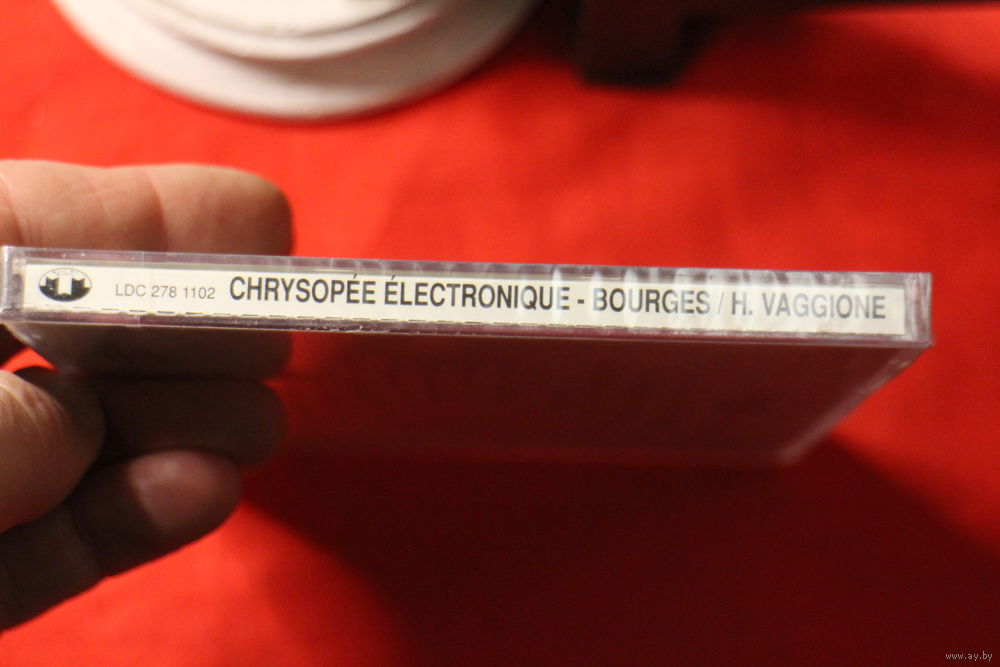 LDC 278 1102 CHRYSOPÉE ÉLECTRONIQUE - BOURGES / H. VAGGIONE
www.ay.by